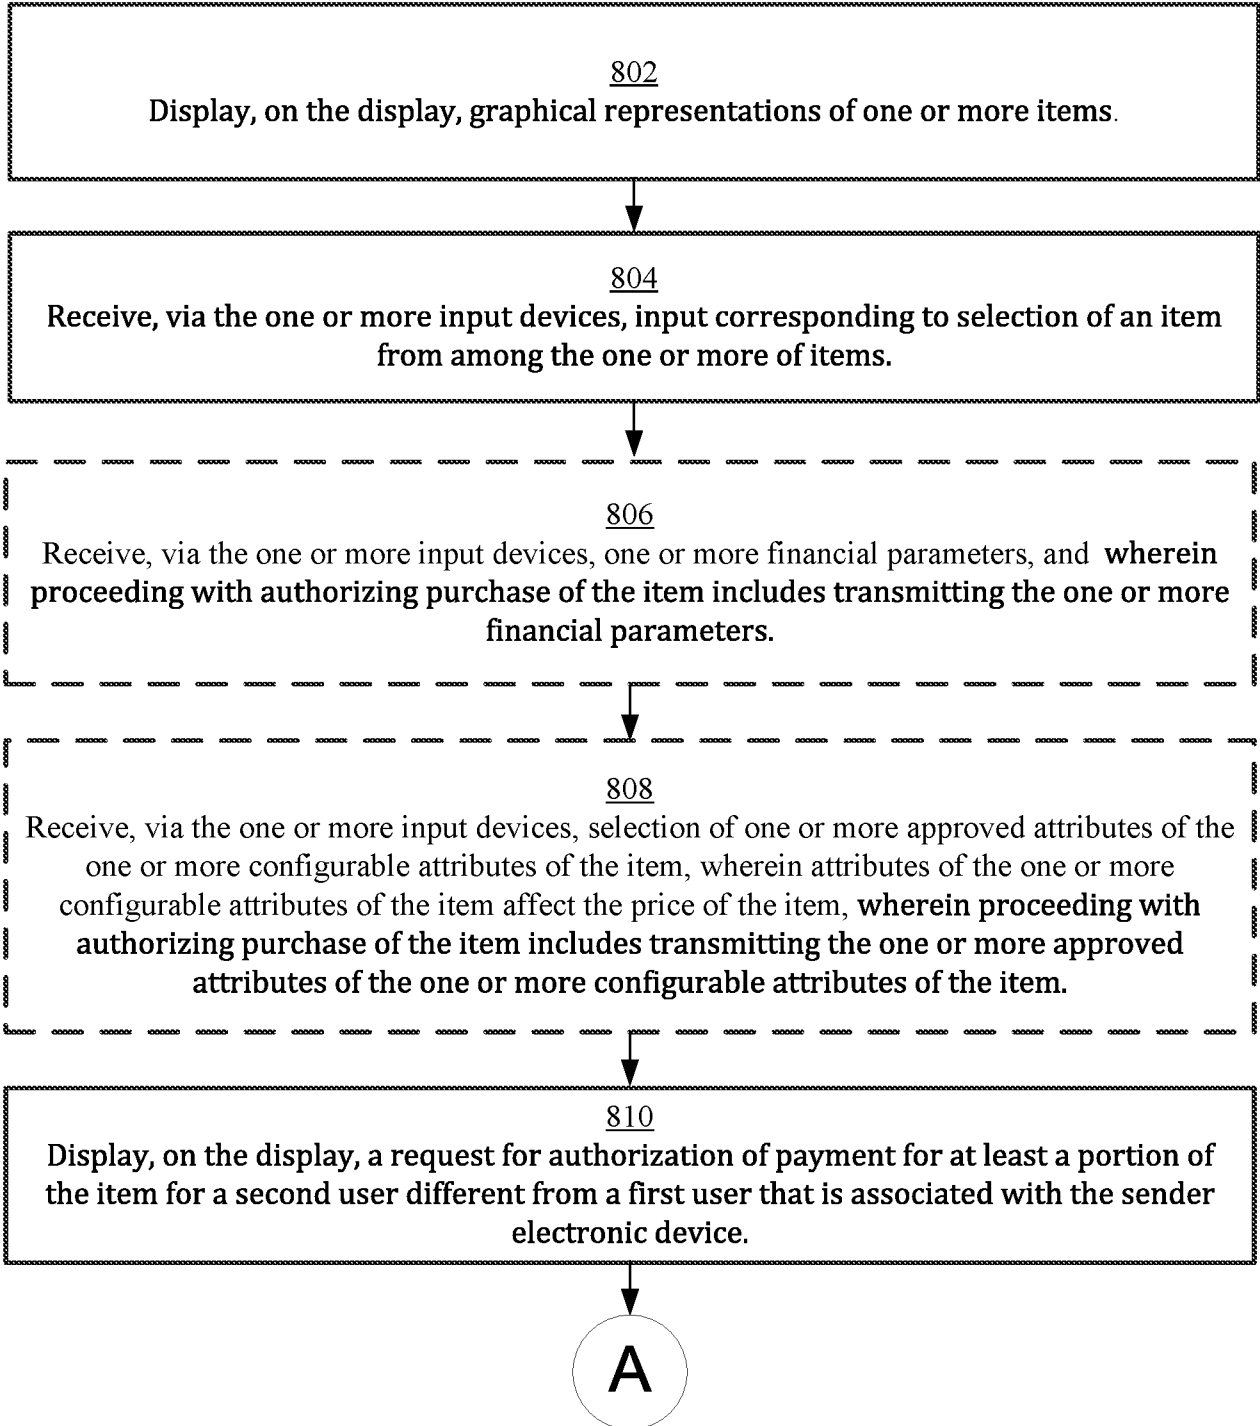 802
Display, on the display, graphical representations of one or more items.
804
Receive, via the one or more input devices, input corresponding to selection of an item
from among the one or more of items.
806
Receive, via the one or more input devices, one or more financial parameters, and wherein
proceeding with authorizing purchase of the item includes transmitting the one or more
financial parameters.
808
Receive, via the one or more input devices, selection of one or more approved attributes of the
one or more configurable attributes of the item, wherein attributes of the one or more
configurable attributes of the item affect the price of the item, wherein proceeding with
authorizing purchase of the item includes transmitting the one or more approved
attributes of the one or more configurable attributes of the item.
810
Display, on the display, a request for authorization of payment for at least a portion of
the item for a second user different from a first user that is associated with the sender
electronic device.
A